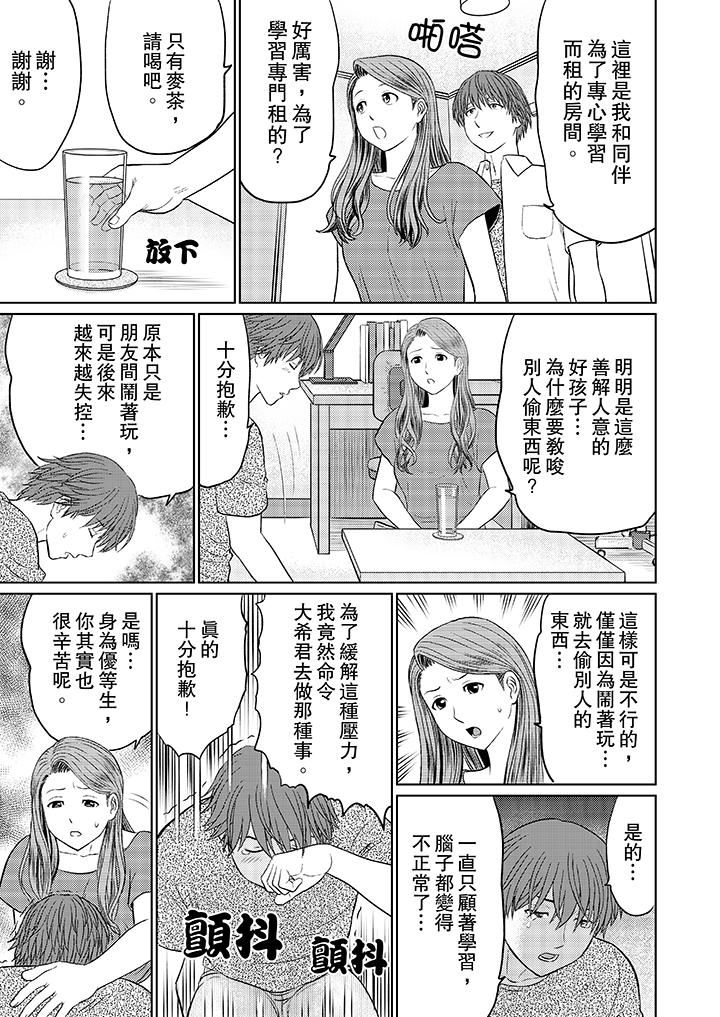 這裡是我和同伴
為了專心學習
而租的房間。
啪嗒
好厲害，為了
學習專門租的？
只有麥茶，
請喝吧。
謝…
謝謝。
放下
明明是這麼
善解人意的
好孩子…
為什麼要教唆
別人偷東西呢？
十分抱歉…
原本只是
朋友間鬧著玩，
可是後來
越來越失控…
這樣可是不行的，
僅僅因為鬧著玩…
就去偷別人的
東西…
是的…
一直只顧著學習，
腦子都變得
不正常了…
為了緩解這種壓力，
我竟然命令
大希君去做那種事。
真的
十分抱歉！
顫抖
顫抖
是嗎…
身為優等生，
你其實也
很辛苦呢。